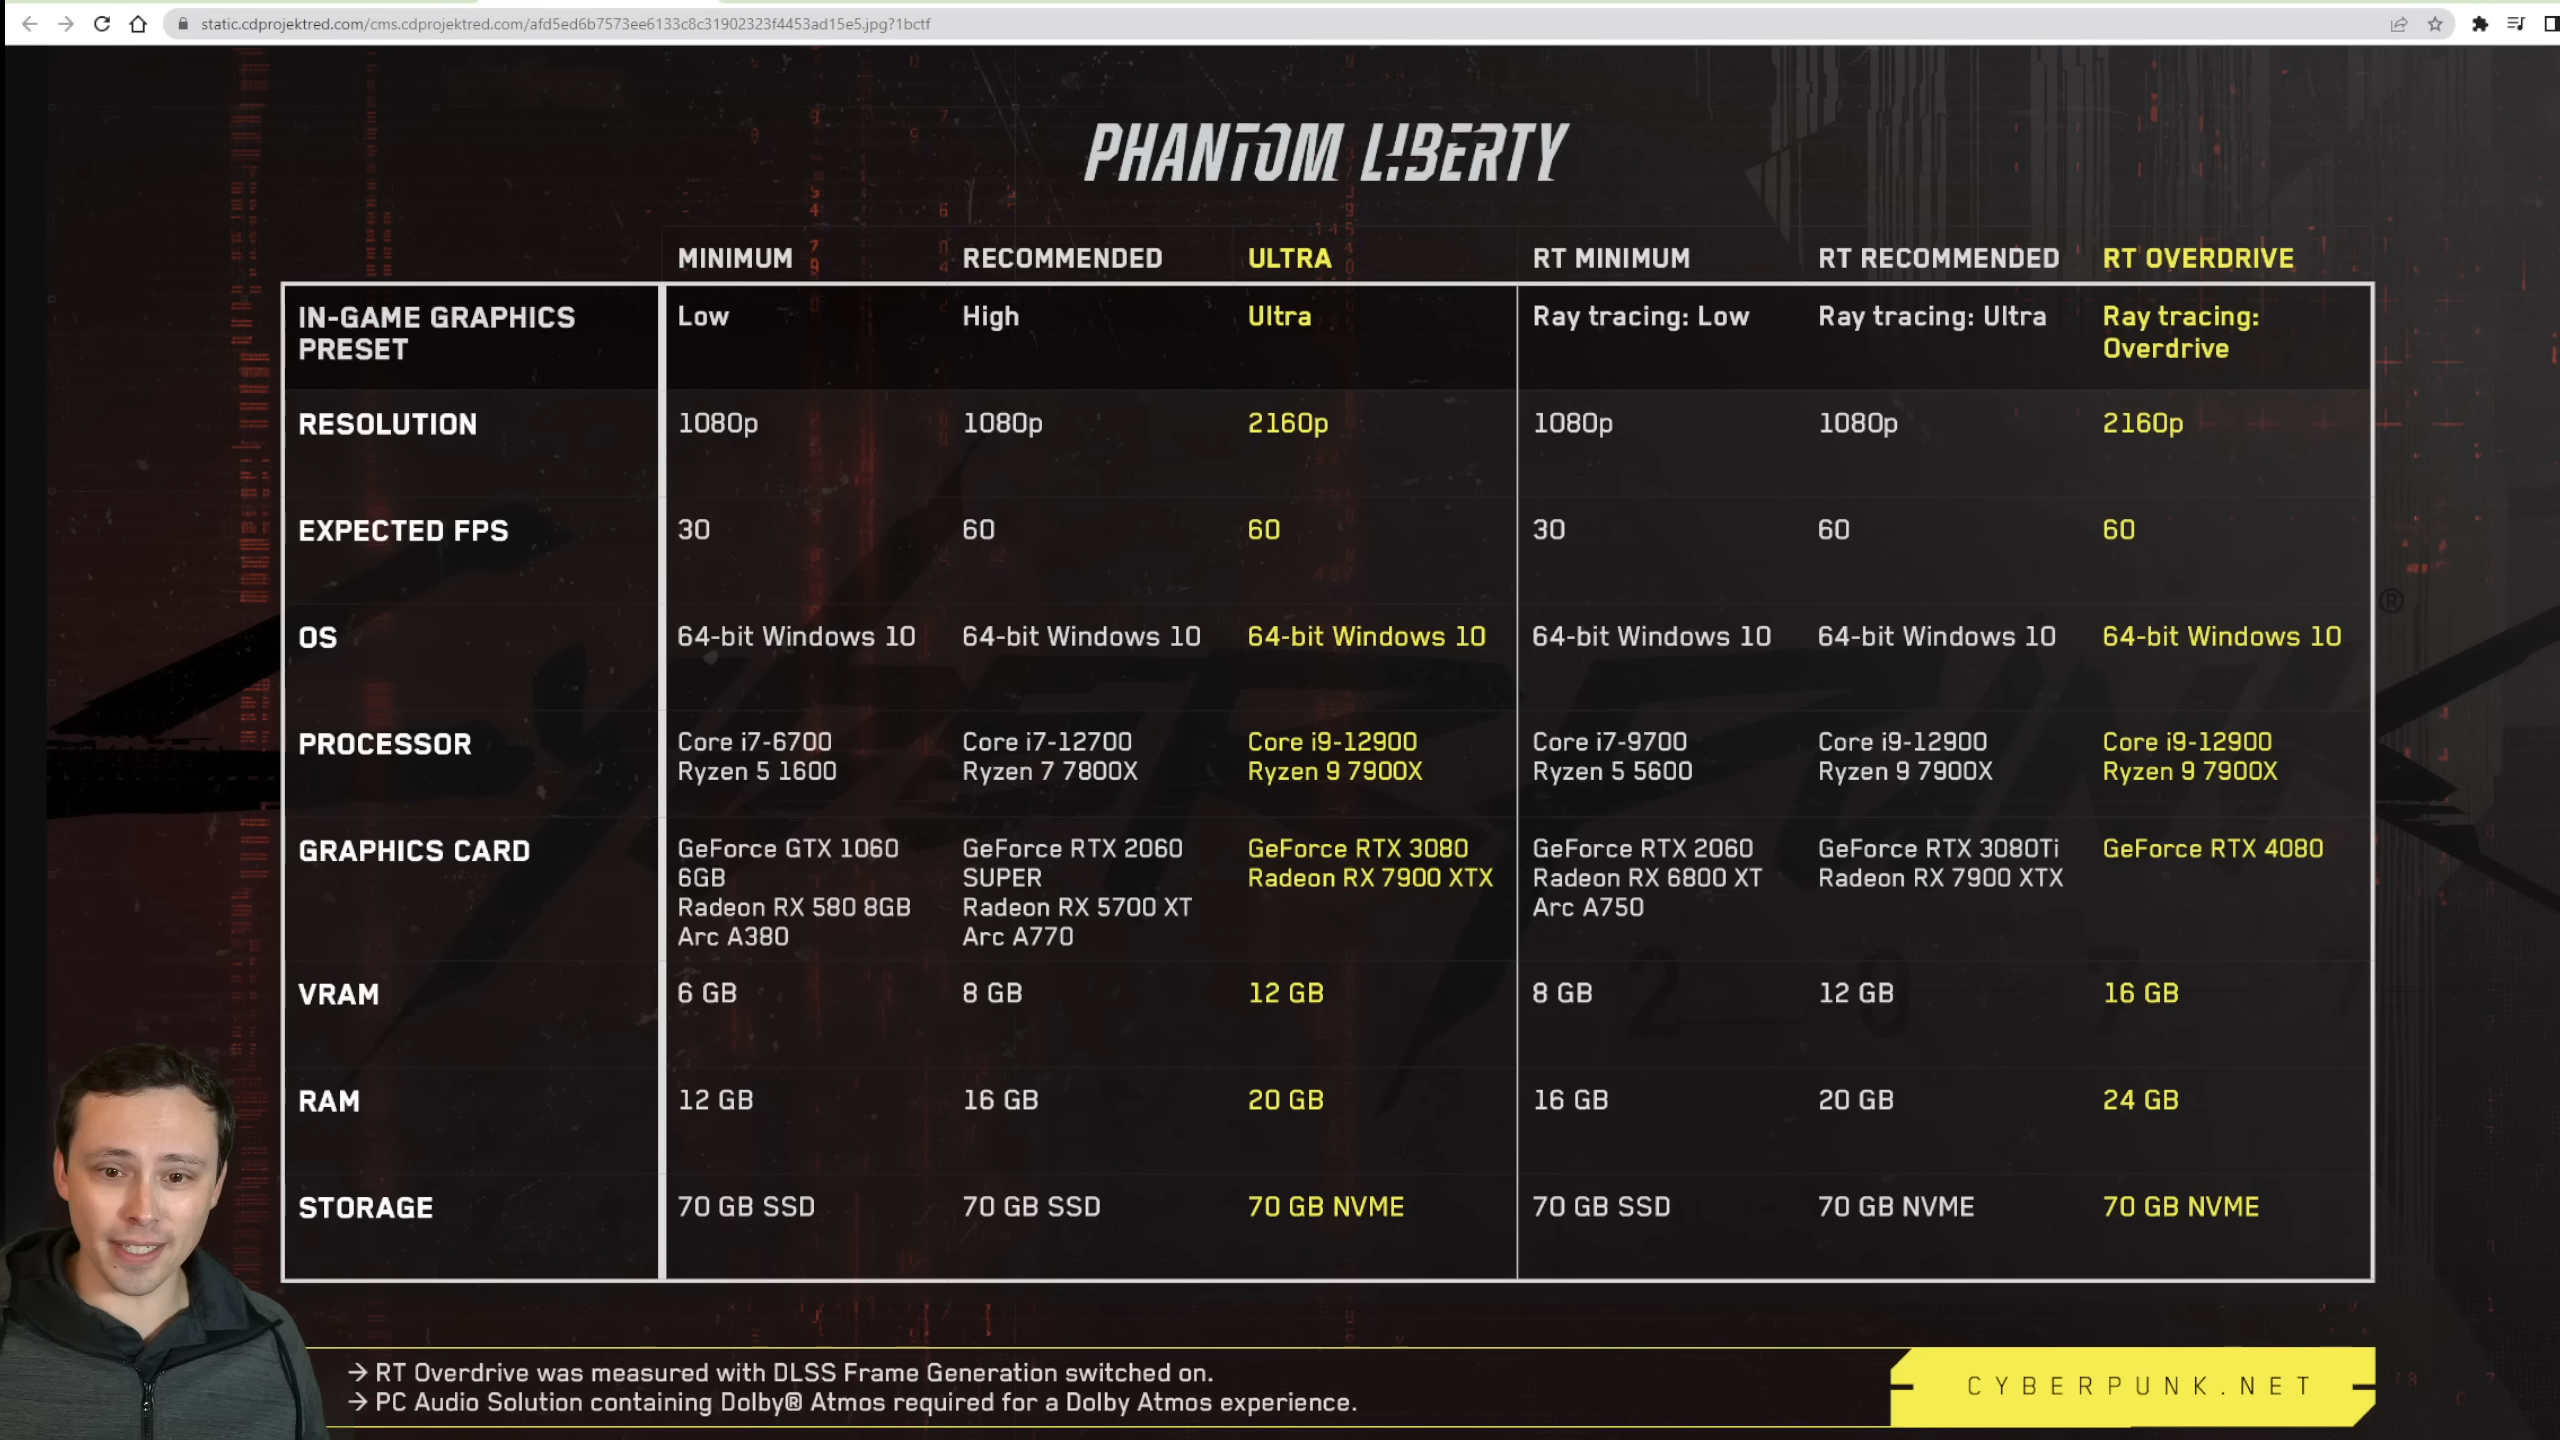 static.cdprojektred.com/cms.cdprojektred.com/afd5ed6b7573ee6133c8c31902323f4453ad15e5.jpg?1bctf
PHANTOM LIBERTY
MINIMUM RECOMMENDED ULTRA RT MINIMUM RT RECOMMENDED RT OVERDRIVE
IN-GAME GRAPHICS PRESET Low High Ultra Ray tracing: Low Ray tracing: Ultra Ray tracing: Overdrive
RESOLUTION 1080p 1080p 2160p 1080p 1080p 2160p
EXPECTED FPS 30 60 60 30 60 60
OS 64-bit Windows 10 64-bit Windows 10 64-bit Windows 10 64-bit Windows 10 64-bit Windows 10 64-bit Windows 10
PROCESSOR Core i7-6700 Core i7-12700 Core i9-12900 Core i7-9700 Core i9-12900 Core i9-12900
Ryzen 5 1600 Ryzen 7 7800X Ryzen 9 7900X Ryzen 5 5600 Ryzen 9 7900X Ryzen 9 7900X
GRAPHICS CARD GeForce GTX 1060 GeForce RTX 2060 GeForce RTX 3080 GeForce RTX 2060 GeForce RTX 3080Ti GeForce RTX 4080
6GB SUPER Radeon RX 7900 XTX Radeon RX 6800 XT Radeon RX 7900 XTX
Radeon RX 580 8GB Radeon RX 5700 XT Arc A750
Arc A380 Arc A770
VRAM 6 GB 8 GB 12 GB 8 GB 12 GB 16 GB
RAM 12 GB 16 GB 20 GB 16 GB 20 GB 24 GB
STORAGE 70 GB SSD 70 GB SSD 70 GB NVME 70 GB SSD 70 GB NVME 70 GB NVME
→ RT Overdrive was measured with DLSS Frame Generation switched on.
→ PC Audio Solution containing Dolby® Atmos required for a Dolby Atmos experience.
CYBERPUNK.NET